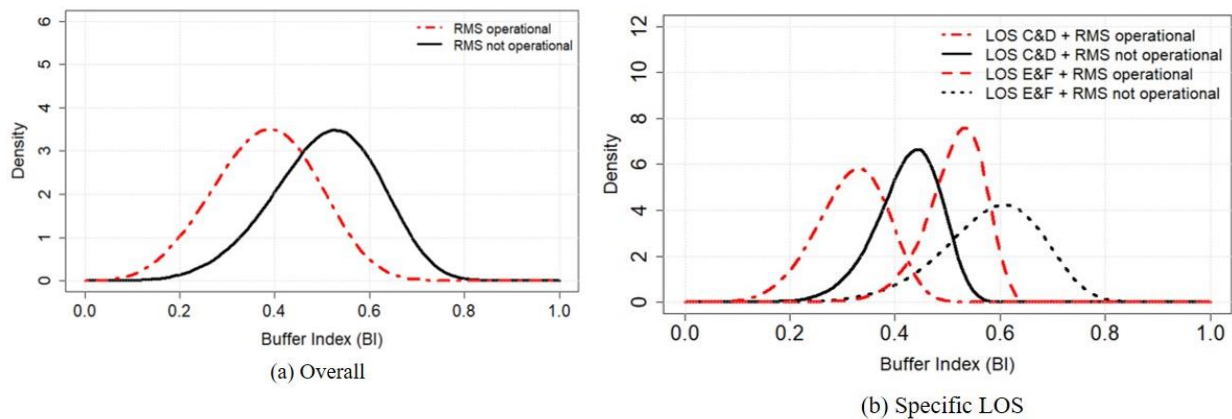 RMS operational
RMS not operational
Density
0
1
2
3
4
5
6
0.0 0.2 0.4 0.6 0.8 1.0
Buffer Index (BI)
(a) Overall
LOS C&D + RMS operational
LOS C&D + RMS not operational
LOS E&F + RMS operational
LOS E&F + RMS not operational
Density
0
2
4
6
8
10
12
0.0 0.2 0.4 0.6 0.8 1.0
Buffer Index (BI)
(b) Specific LOS